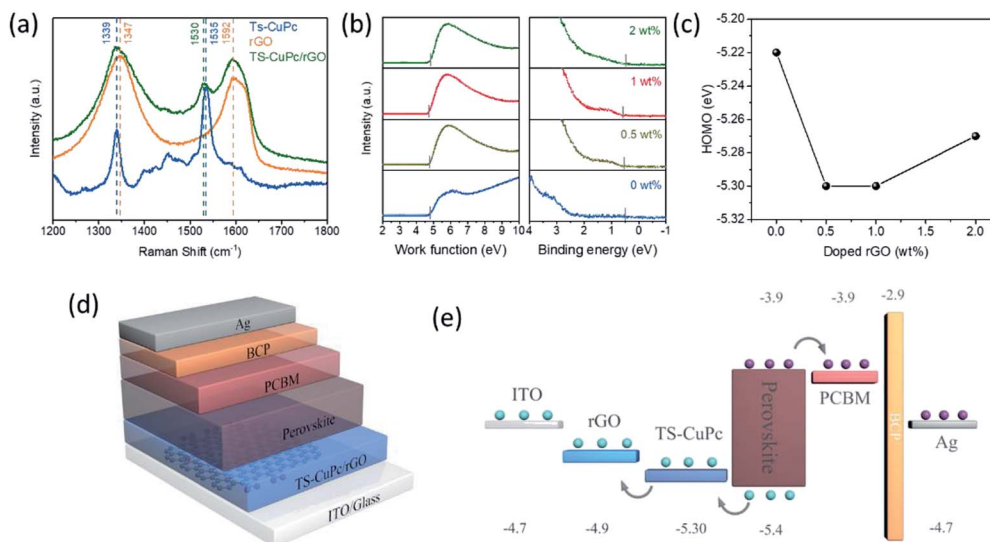 (a)
1339
1347
1530
1535
1592
Ts-CuPc
rGO
TS-CuPc/rGO
Intensity (a.u.)
1200 1300 1400 1500 1600 1700 1800
Raman Shift (cm-1)
(b)
Intensity (a.u.)
2 wt%
1 wt%
0.5 wt%
0 wt%
2 3 4 5 6 7 8 9 10
4 3 2 1 0 -1
Work function (eV)
Binding energy (eV)
(c)
HOMO (eV)
-5.20
-5.22
-5.24
-5.26
-5.28
-5.30
-5.32
0.0 0.5 1.0 1.5 2.0
Doped rGO (wt%)
(d)
Ag
BCP
PCBM
Perovskite
TS-CuPc/rGO
ITO/Glass
(e)
-3.9 -3.9 -2.9
ITO
rGO
TS-CuPc
Perovskite
PCBM
BCP
Ag
-4.7 -4.9 -5.30 -5.4 -4.7